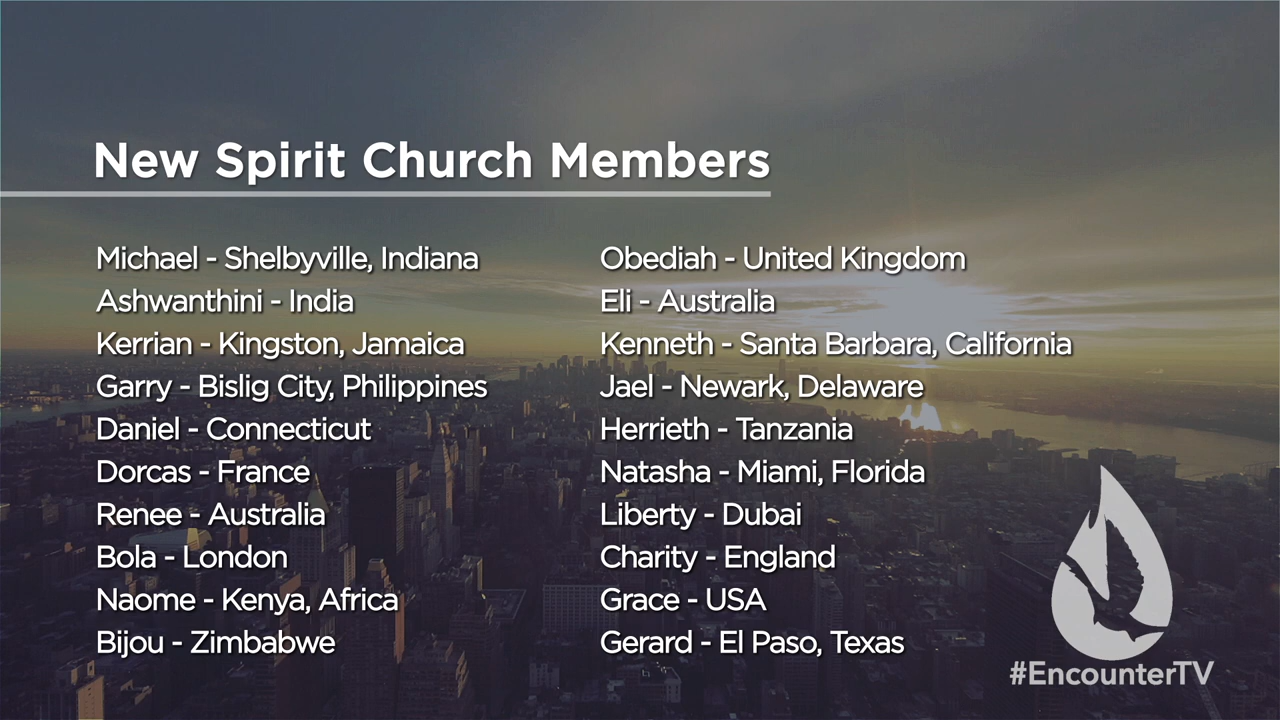 New Spirit Church Members
Michael - Shelbyville, Indiana
Ashwanthini - India
Kerrian - Kingston, Jamaica
Garry - Bislig City, Philippines
Daniel - Connecticut
Dorcas - France
Renee - Australia
Bola - London
Naome - Kenya, Africa
Bijou - Zimbabwe
Obediah - United Kingdom
Eli - Australia
Kenneth - Santa Barbara, California
Jael - Newark, Delaware
Herrieth - Tanzania
Natasha - Miami, Florida
Liberty - Dubai
Charity - England
Grace - USA
Gerard - El Paso, Texas
#EncounterTV